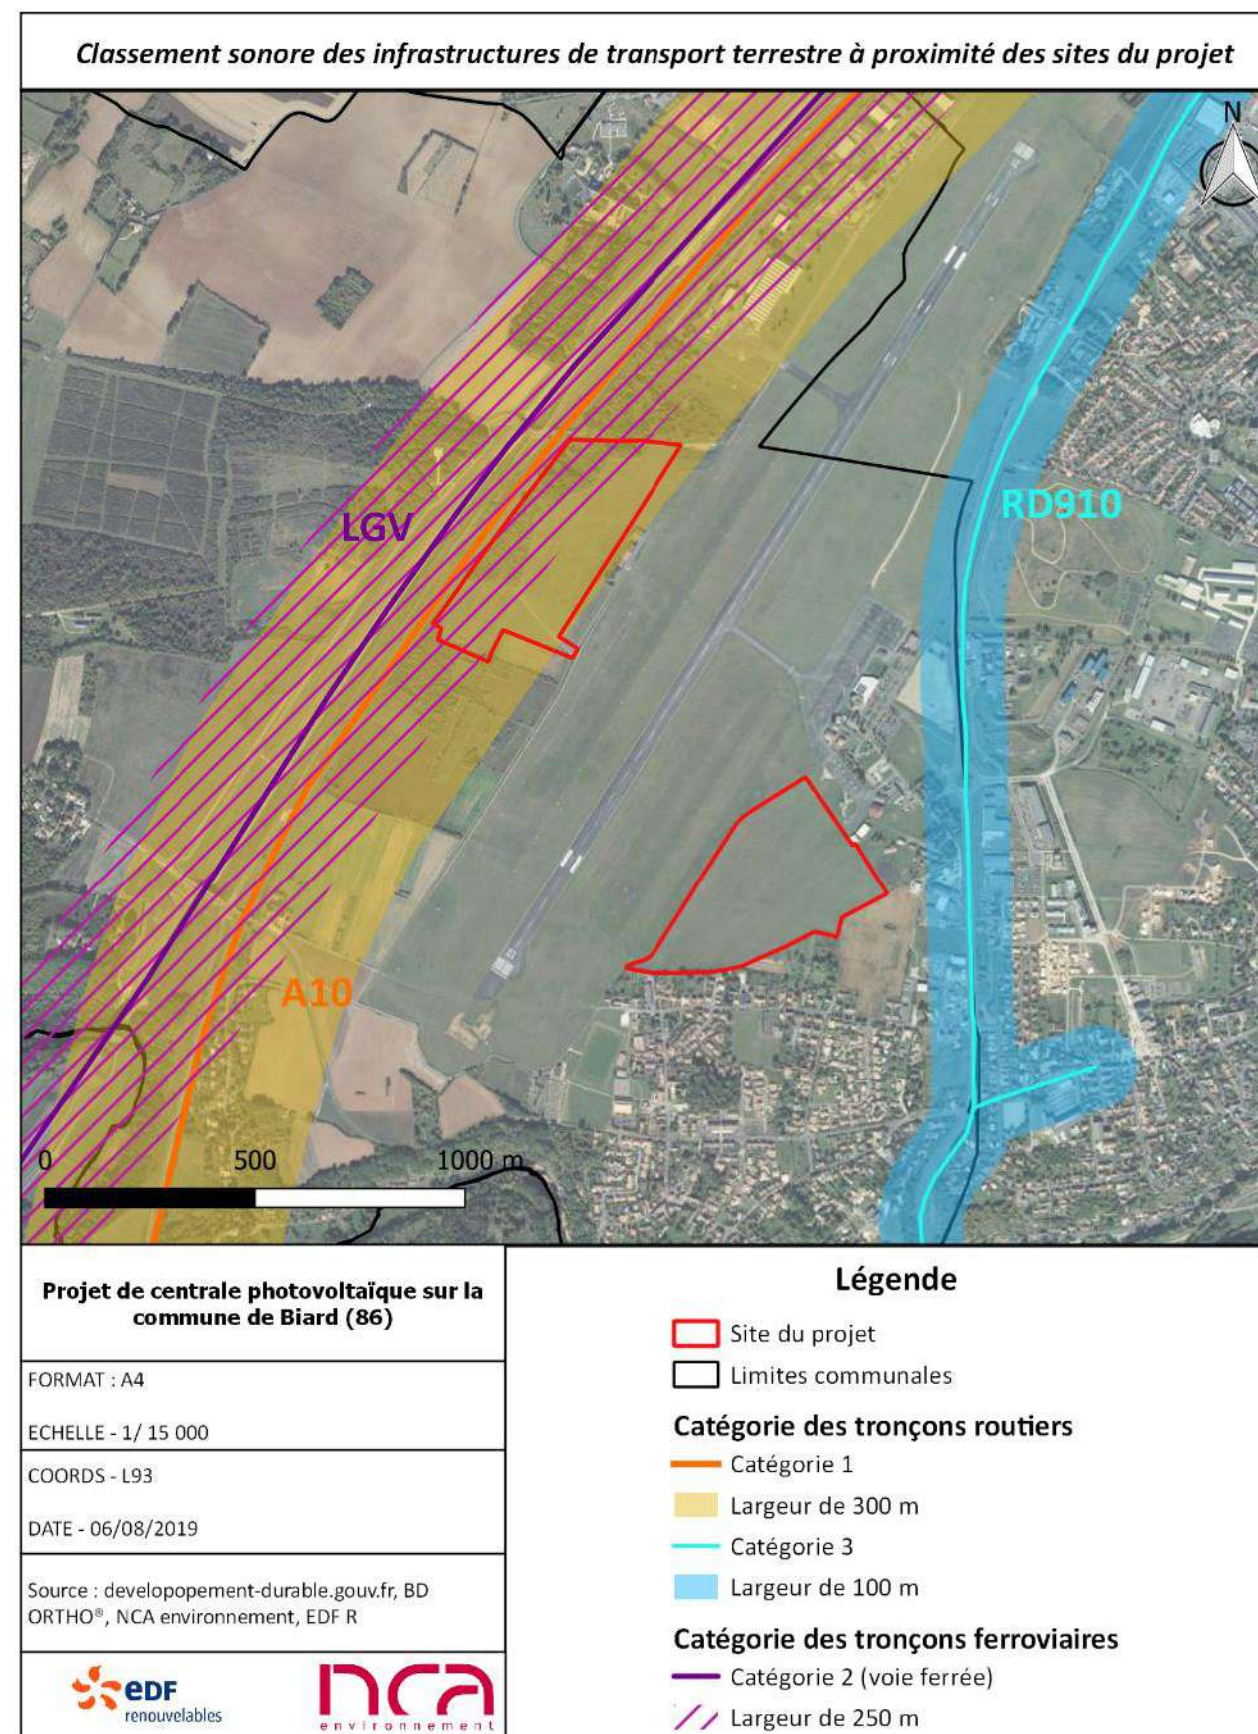 Classement sonore des infrastructures de transport terrestre à proximité des sites du projet
N
LGV
RD910
A10
0 500 1000 m
Projet de centrale photovoltaïque sur la
commune de Biard (86)
FORMAT : A4
ECHELLE - 1/ 15 000
COORDS - L93
DATE - 06/08/2019
Source : developopement-durable.gouv.fr, BD
ORTHO®, NCA environnement, EDF R
eDF
renouvelables
nca
environnement
Légende
Site du projet
Limites communales
Catégorie des tronçons routiers
Catégorie 1
Largeur de 300 m
Catégorie 3
Largeur de 100 m
Catégorie des tronçons ferroviaires
Catégorie 2 (voie ferrée)
Largeur de 250 m